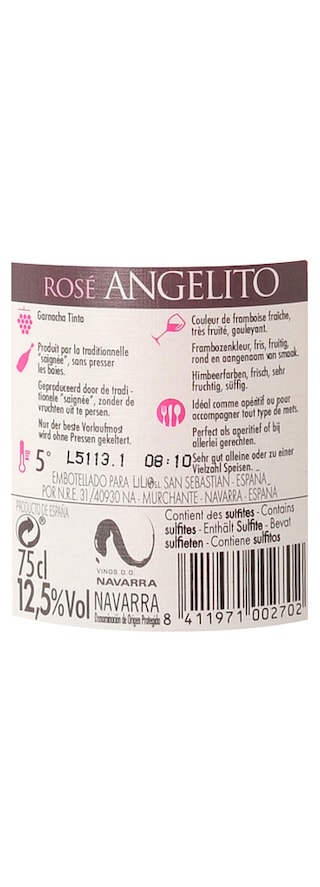 ROSÉ ANGELITO
Garnacha Tinta
Produit par la traditionnelle
"saignée", sans presser
les baies.
Geproduceerd door de tradi-
tionele "saignée", zonder de
vruchten uit te persen.
Nur der beste Vorlaufmost
wird ohne Pressen gekeltert.
5°
L5113.1 08:10
Couleur de framboise fraiche,
très fruité, gouleyant.
Frambozenkleur, fris, fruitig,
rond en aangenaam van smaak.
Himbeerfarben, frisch, sehr
fruchtig, süffig.
Idéal comme apéritif ou pour
accompagner tout type de mets.
Perfect als aperitief of bij
allerlei gerechten.
Sehr gut alleine oder zu einer
Vielzahl Speisen.
EMBOTELLADO PARA LiLiØSL SAN SEBASTIAN - ESPAÑA
POR N.R.E. 31/40930 NA - MURCHANTE - NAVARRA - ESPAÑA
PRODUCTO DE ESPAÑA
75 cl
12,5%Vol
VINOS D.O.
NAVARRA
NAVARRA
Denominación de Origen Protegida
Contient des sulfites - Contains
sulfites - Enthält Sulfite - Bevat
sulfieten - Contiene sulfitos
8 411971 002702